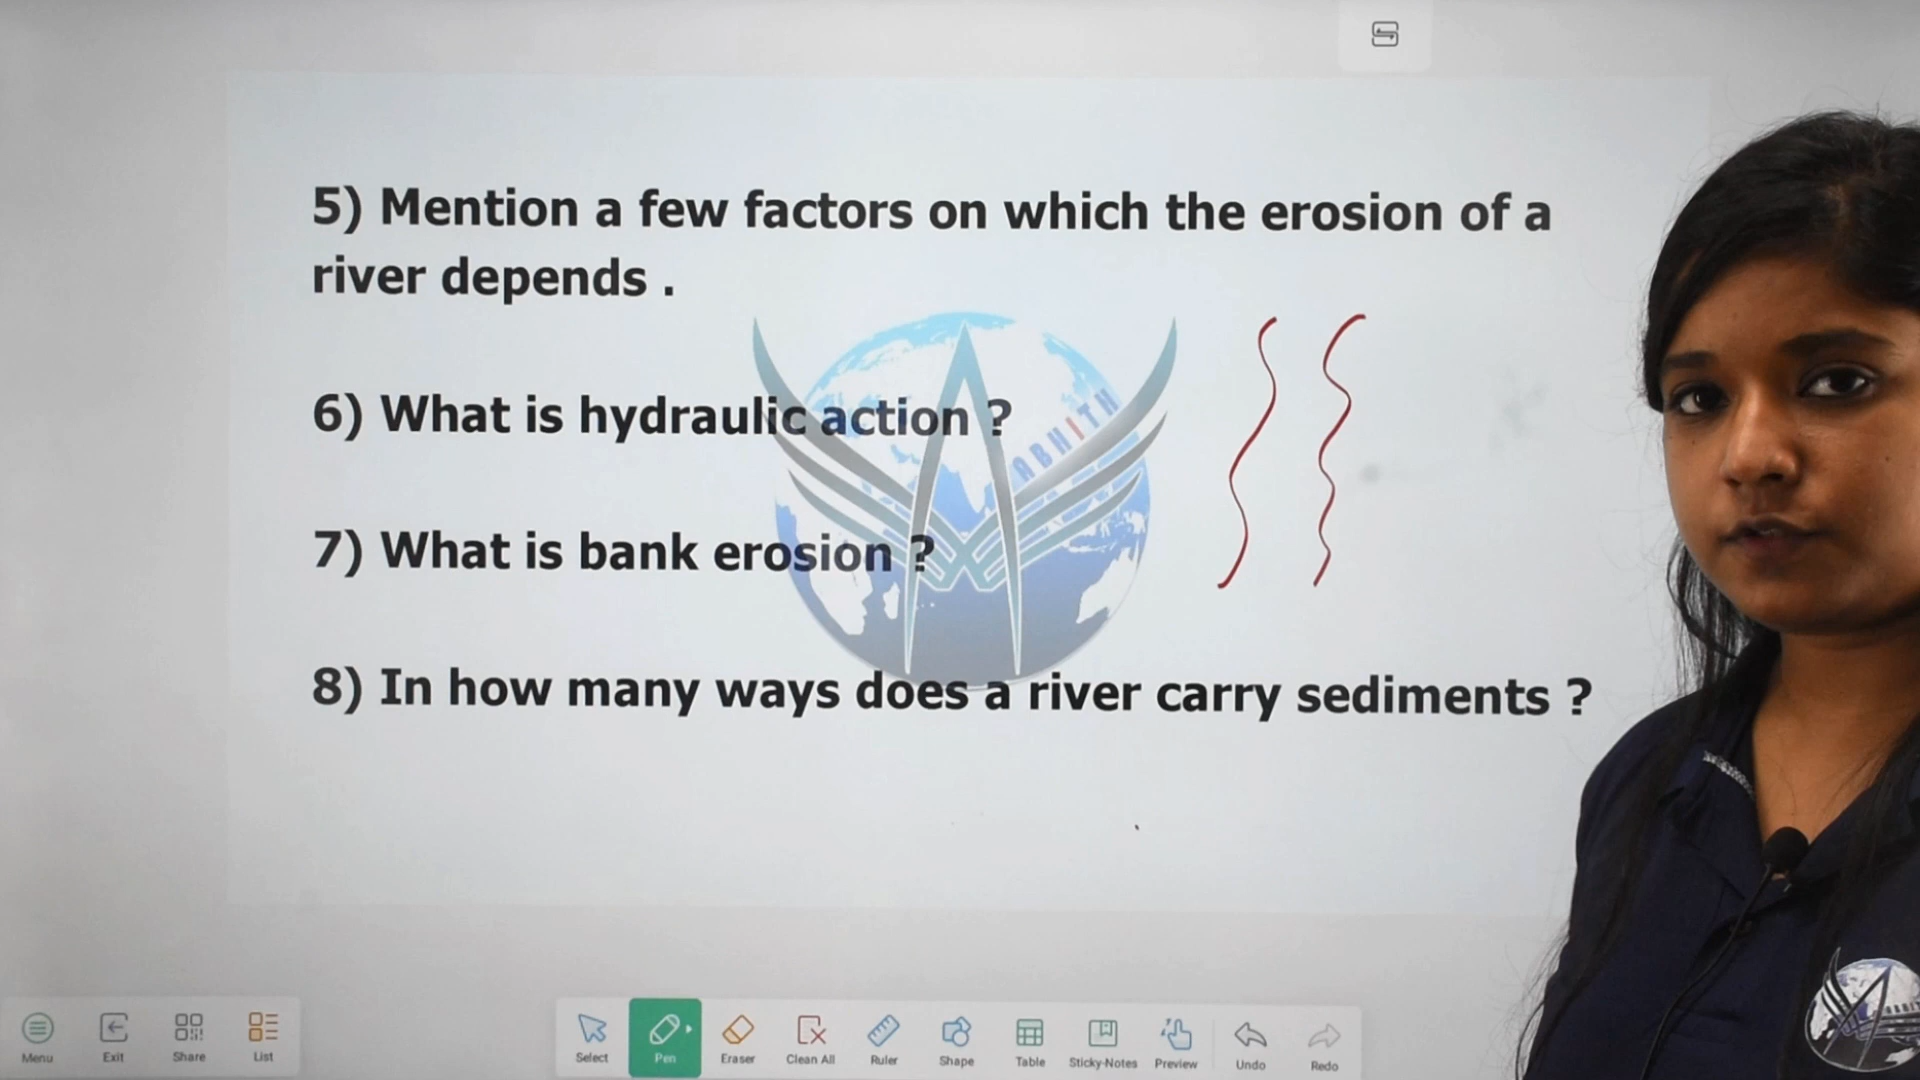 5) Mention a few factors on which the erosion of a
river depends .
6) What is hydraulic action ?
ABHITH
7) What is bank erosion ?
8) In how many ways does a river carry sediments ?
Menu
Exit
Share
List
Select
Pen
Eraser
Clean All
Ruler
Shape
Table
Sticky-Notes
Preview
Undo
Redo